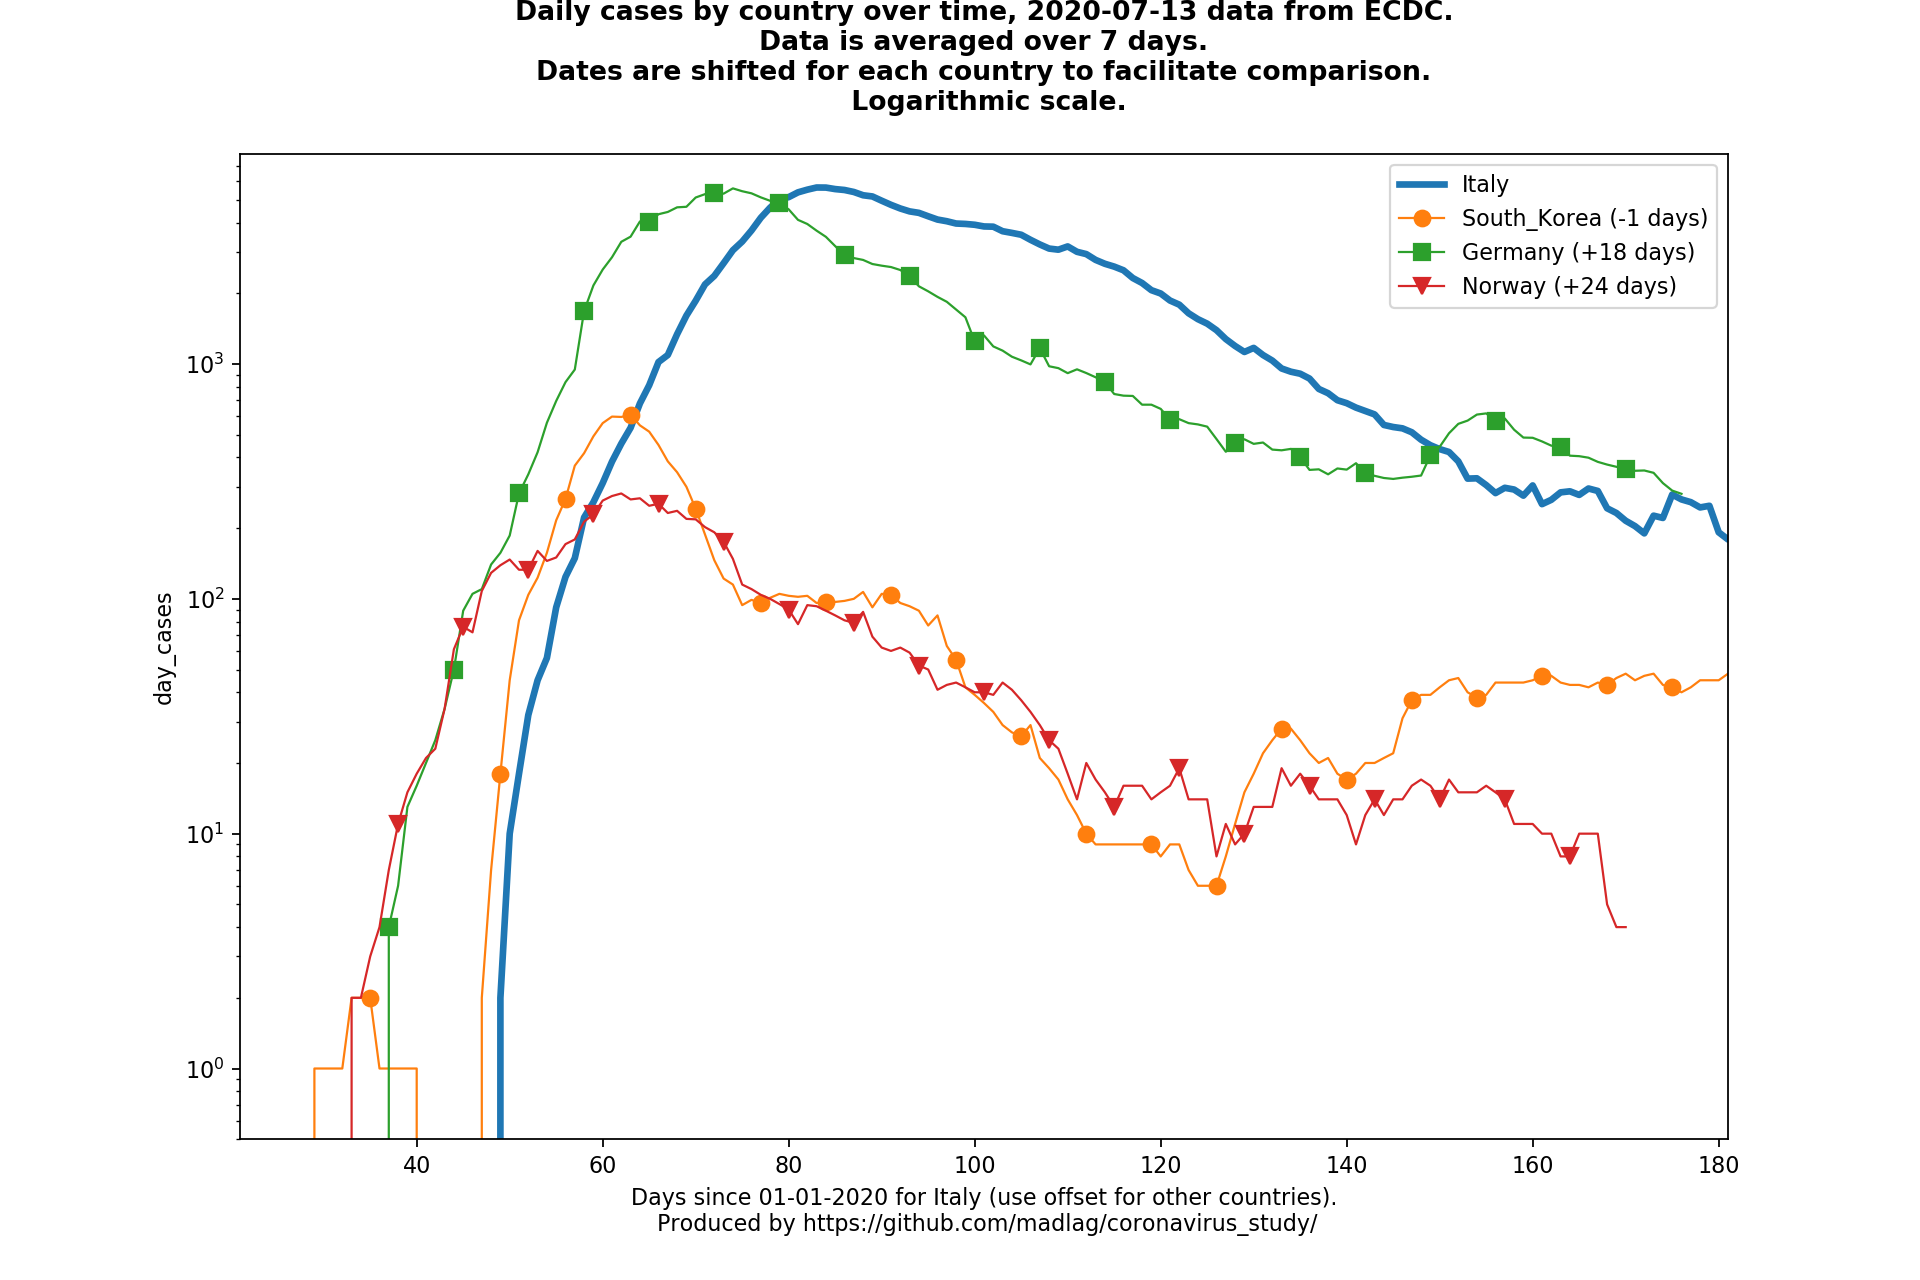 Daily cases by country over time, 2020-07-13 data from ECDC.
Data is averaged over 7 days.
Dates are shifted for each country to facilitate comparison.
Logarithmic scale.
Italy
South_Korea (-1 days)
Germany (+18 days)
Norway (+24 days)
day_cases
10³
10²
10¹
10⁰
40 60 80 100 120 140 160 180
Days since 01-01-2020 for Italy (use offset for other countries).
Produced by https://github.com/madlag/coronavirus_study/